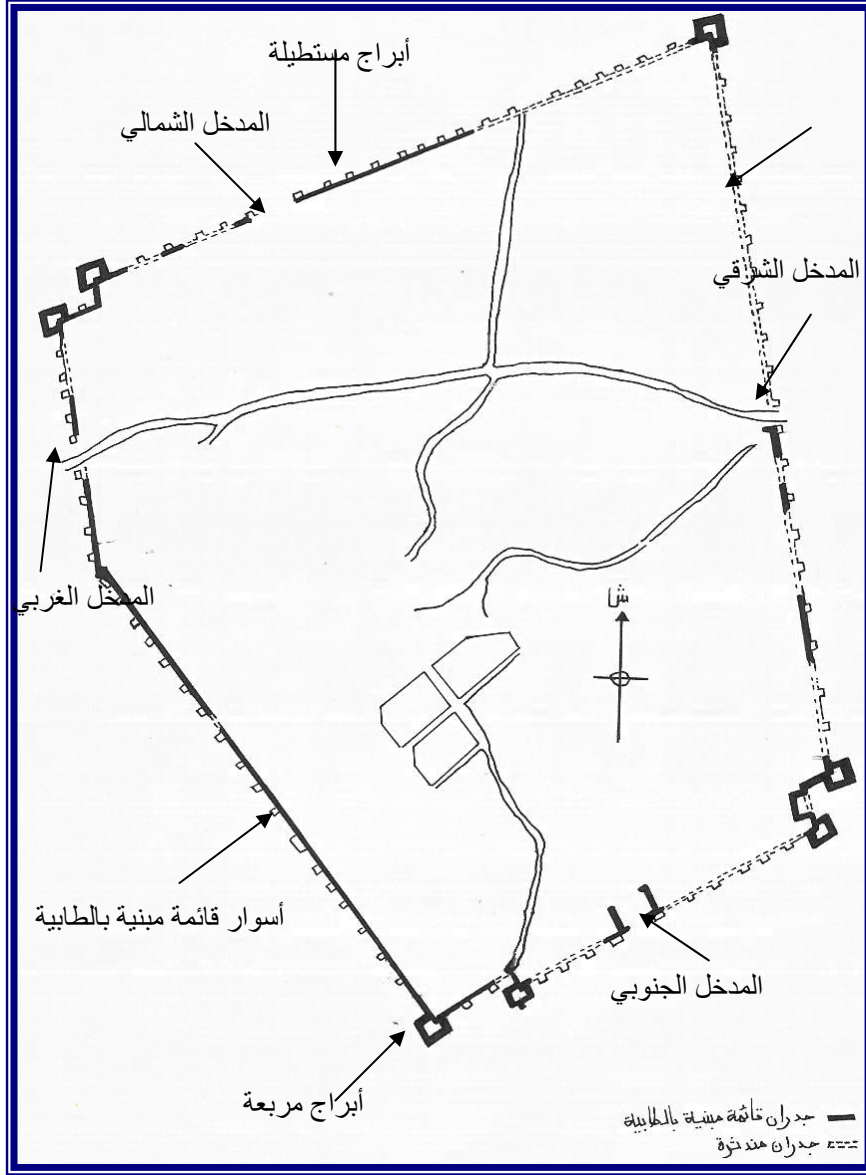 أبراج مستطيلة
المدخل الشمالي
المدخل الشرقي
المدخل الغربي
ش
أسوار قائمة مبنية بالطابية
المدخل الجنوبي
أبراج مربعة
جدران قائمة مبنية بالطابية
جدران مندثرة